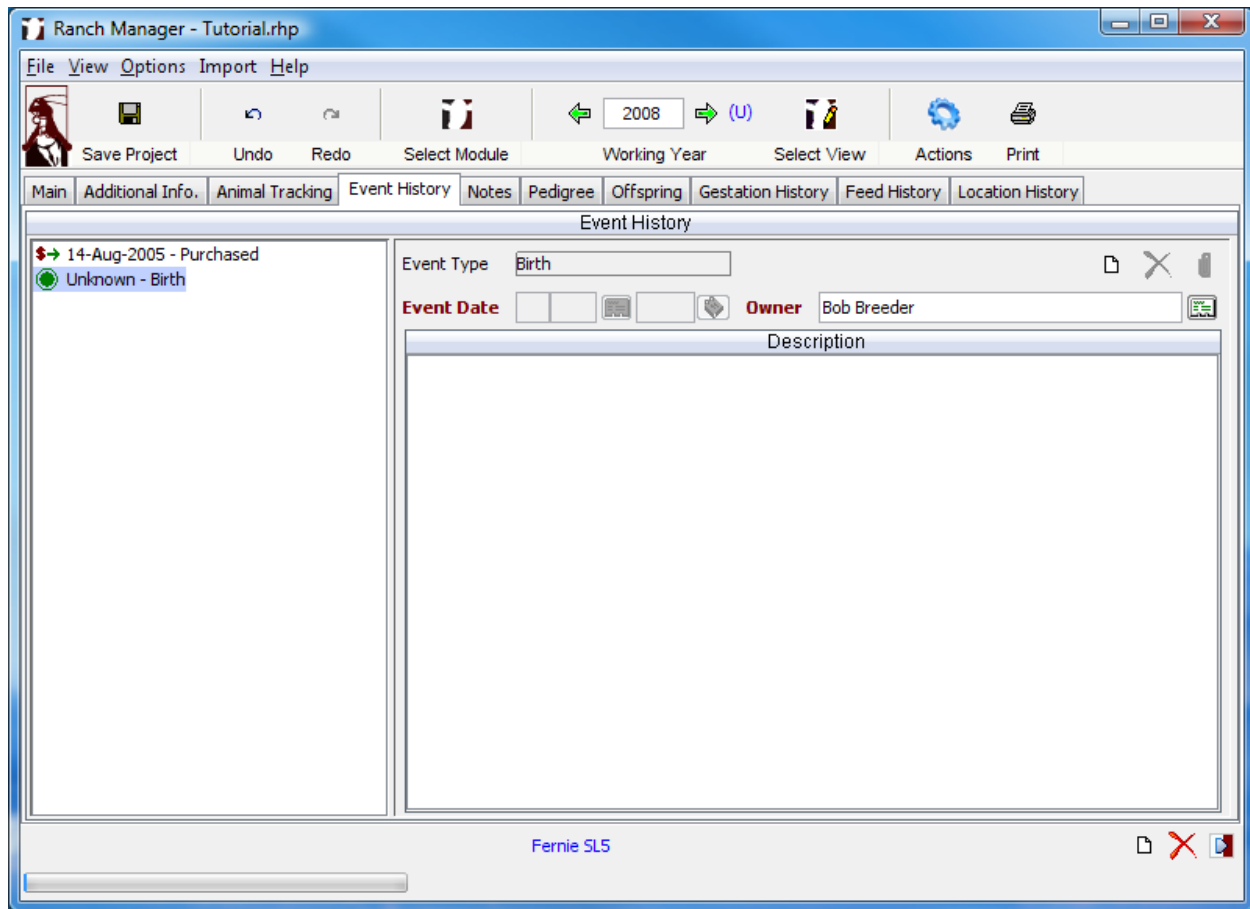 Ranch Manager - Tutorial.rhp
File View Options Import Help
2008 (U)
Save Project Undo Redo Select Module Working Year Select View Actions Print
Main Additional Info. Animal Tracking Event History Notes Pedigree Offspring Gestation History Feed History Location History
Event History
14-Aug-2005 - Purchased
Unknown - Birth
Event Type Birth
Event Date Owner Bob Breeder
Description
Fernie SL5